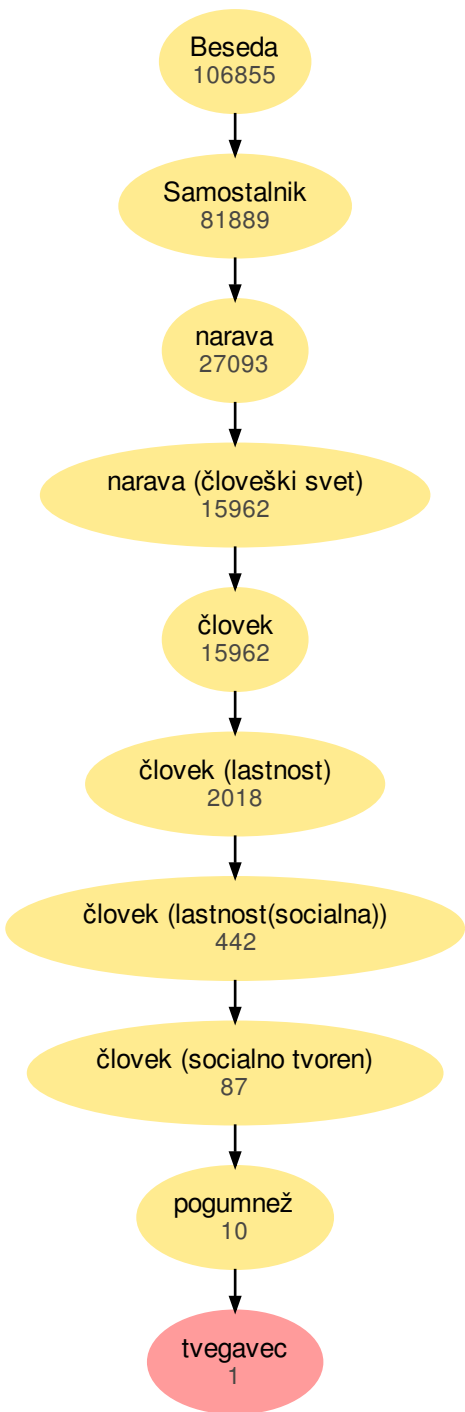 Beseda
106855
Samostalnik
81889
narava
27093
narava (človeški svet)
15962
človek
15962
človek (lastnost)
2018
človek (lastnost(socialna))
442
človek (socialno tvoren)
87
pogumnež
10
tvegavec
1